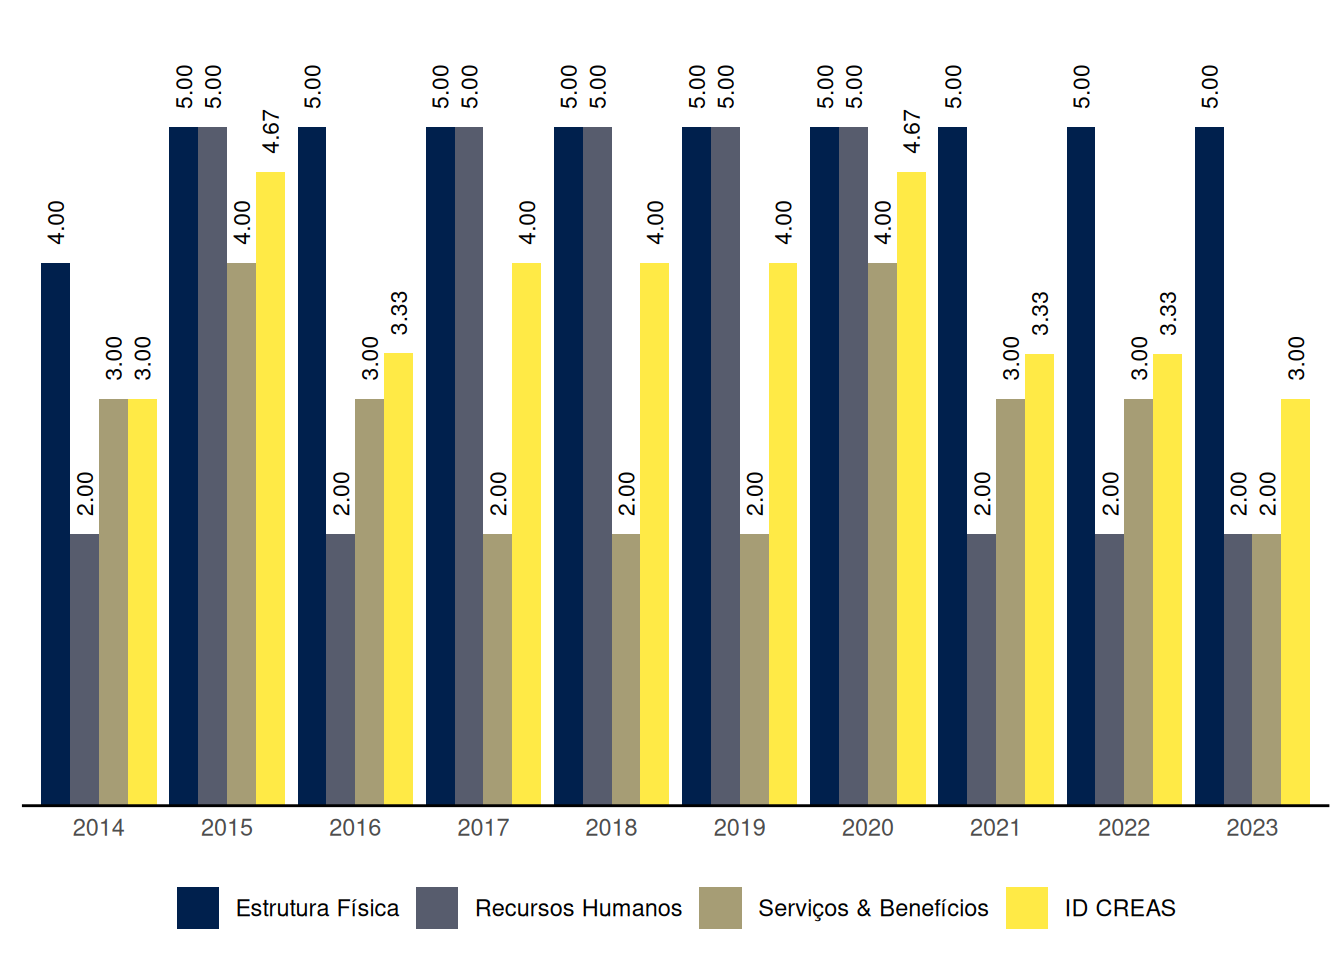 5.00 5.00 5.00 5.00 5.00 5.00 5.00 5.00 5.00 5.00 5.00 5.00 5.00 5.00
4.67 4.67
4.00 4.00 4.00 4.00 4.00 4.00
3.33 3.33 3.33
3.00 3.00 3.00 3.00 3.00 3.00
2.00 2.00 2.00 2.00 2.00 2.00 2.00 2.00 2.00
2014 2015 2016 2017 2018 2019 2020 2021 2022 2023
Estrutura Física Recursos Humanos Serviços & Benefícios ID CREAS